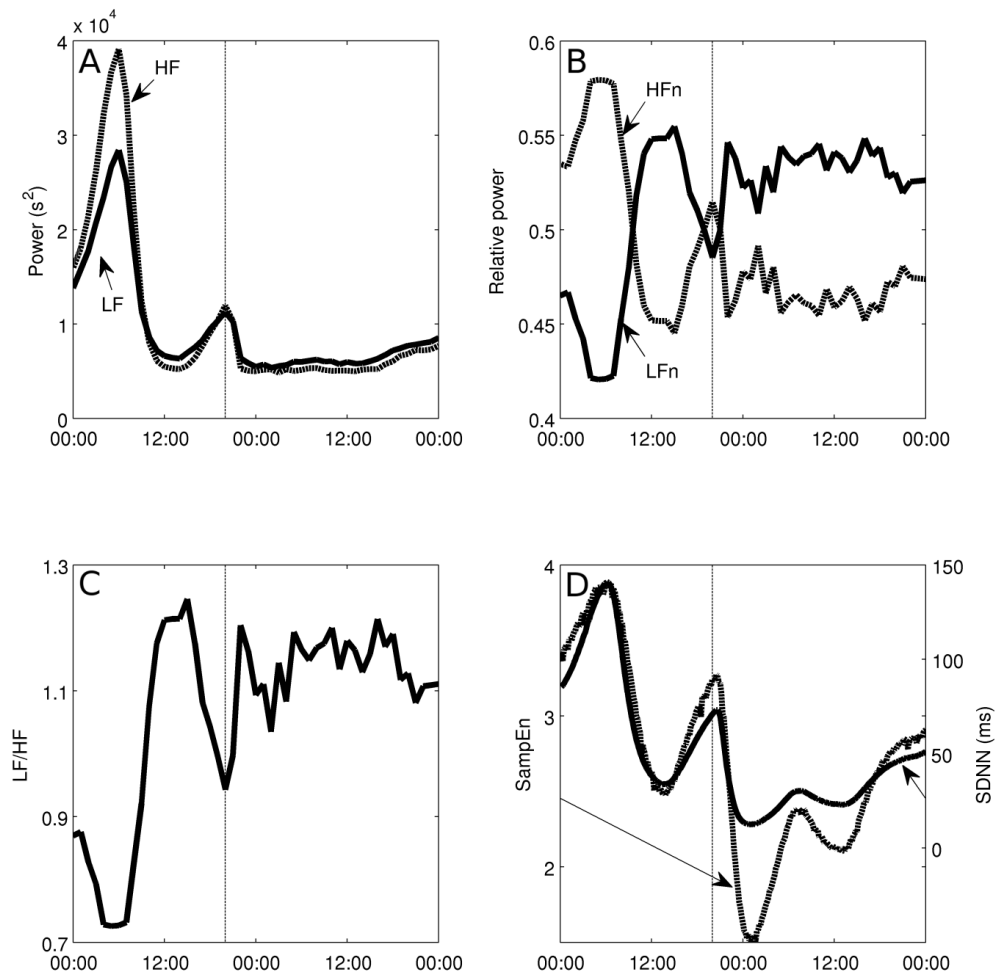 x 10⁴
A
HF
LF
Power (s²)
4
3
2
1
0
00:00 12:00 00:00 12:00 00:00
B
HFn
LFn
Relative power
0.6
0.55
0.5
0.45
0.4
00:00 12:00 00:00 12:00 00:00
C
LF/HF
1.3
1.1
0.9
0.7
00:00 12:00 00:00 12:00 00:00
D
SampEn
4
3
2
150
100
50
0
SDNN (ms)
00:00 12:00 00:00 12:00 00:00